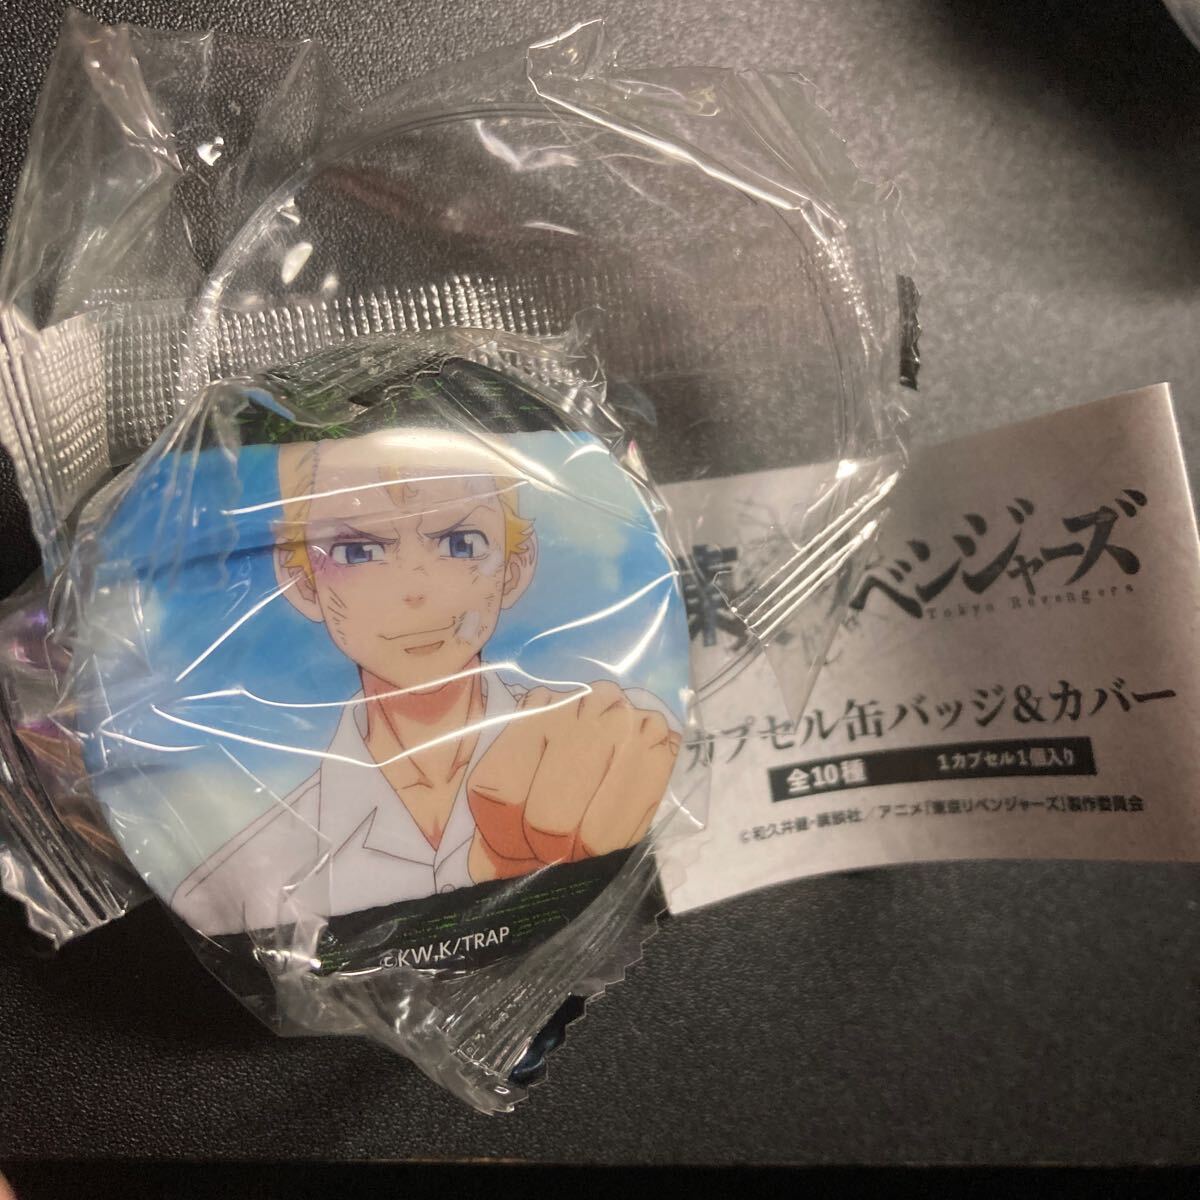 東京リベンジャーズ
Tokyo Revengers
カプセル缶バッジ&カバー
全10種 1カプセル1個入り
©和久井健・講談社/アニメ「東京リベンジャーズ」製作委員会
©KW,K/TRAP